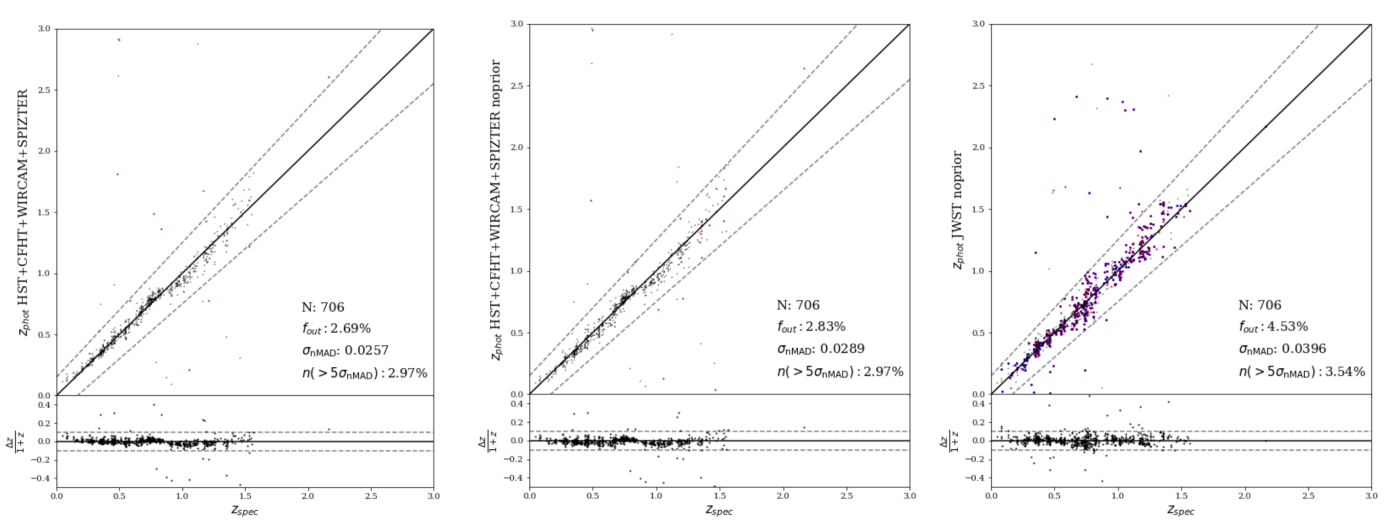 z_phot HST+CFHT+WIRCAM+SPIZTER
3.0
2.5
2.0
1.5
1.0
0.5
0.0
N: 706
f_out : 2.69%
σ_nMAD: 0.0257
n(>5σ_nMAD) : 2.97%
Δz/1+z
0.4
0.2
0.0
−0.2
−0.4
0.0 0.5 1.0 1.5 2.0 2.5 3.0
z_spec
z_phot HST+CFHT+WIRCAM+SPIZTER noprior
3.0
2.5
2.0
1.5
1.0
0.5
0.0
N: 706
f_out : 2.83%
σ_nMAD: 0.0289
n(>5σ_nMAD) : 2.97%
Δz/1+z
0.4
0.2
0.0
−0.2
−0.4
0.0 0.5 1.0 1.5 2.0 2.5 3.0
z_spec
z_phot JWST noprior
3.0
2.5
2.0
1.5
1.0
0.5
0.0
N: 706
f_out : 4.53%
σ_nMAD: 0.0396
n(>5σ_nMAD) : 3.54%
Δz/1+z
0.4
0.2
0.0
−0.2
−0.4
0.0 0.5 1.0 1.5 2.0 2.5 3.0
z_spec